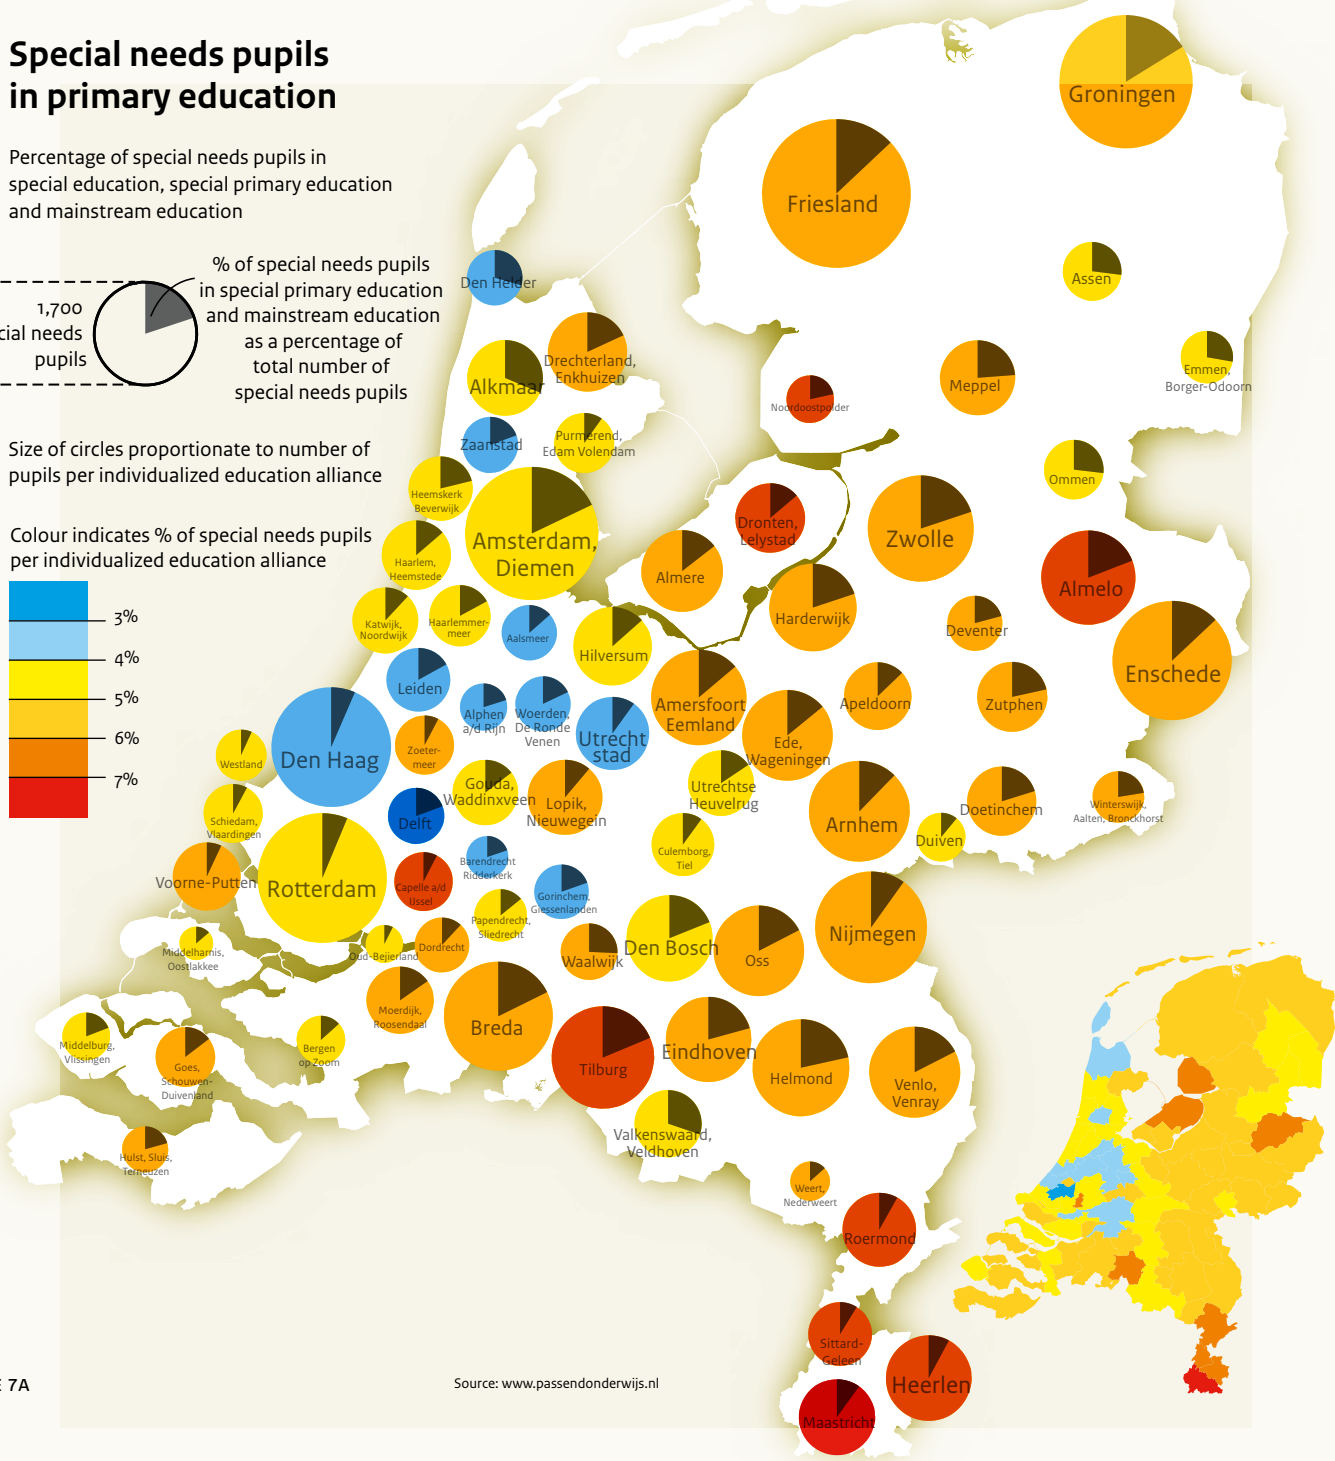 Special needs pupils
in primary education
Percentage of special needs pupils in
special education, special primary education
and mainstream education
1,700
cial needs
pupils
% of special needs pupils
in special primary education
and mainstream education
as a percentage of
total number of
special needs pupils
Size of circles proportionate to number of
pupils per individualized education alliance
Colour indicates % of special needs pupils
per individualized education alliance
3%
4%
5%
6%
7%
Groningen
Friesland
Assen
Den Helder
Drechterland,
Enkhuizen
Alkmaar
Emmen,
Borger-Odoorn
Meppel
Noordoostpolder
Zaanstad
Purmerend,
Edam Volendam
Ommen
Heemskerk
Beverwijk
Amsterdam,
Diemen
Dronten,
Lelystad
Zwolle
Haarlem,
Heemstede
Almere
Almelo
Katwijk,
Noordwijk
Haarlemmer-
meer
Aalsmeer
Harderwijk
Deventer
Hilversum
Enschede
Leiden
Alphen
a/d Rijn
Woerden,
De Ronde
Venen
Utrecht
stad
Amersfoort
Eemland
Apeldoorn
Zutphen
Den Haag
Zoeter-
meer
Ede,
Wageningen
Westland
Gouda,
Waddinxveen
Lopik,
Nieuwegein
Utrechtse
Heuvelrug
Schiedam,
Vlaardingen
Delft
Arnhem
Doetinchem
Winterswijk,
Aalten, Bronckhorst
Duiven
Culemborg,
Tiel
Barendrecht
Ridderkerk
Voorne-Putten
Rotterdam
Capelle a/d
IJssel
Gorinchem,
Giessenlanden
Papendrecht,
Sliedrecht
Nijmegen
Middelharnis,
Oostlakkee
Oud-Beijerland
Dordrecht
Waalwijk
Den Bosch
Oss
Moerdijk,
Roosendaal
Breda
Middelburg,
Vlissingen
Goes,
Schouwen-
Duivenland
Bergen
op Zoom
Tilburg
Eindhoven
Helmond
Venlo,
Venray
Valkenswaard,
Veldhoven
Hulst, Sluis,
Terneuzen
Weert,
Nederweert
Roermond
Sittard-
Geleen
Heerlen
Maastricht
E 7A
Source: www.passendonderwijs.nl